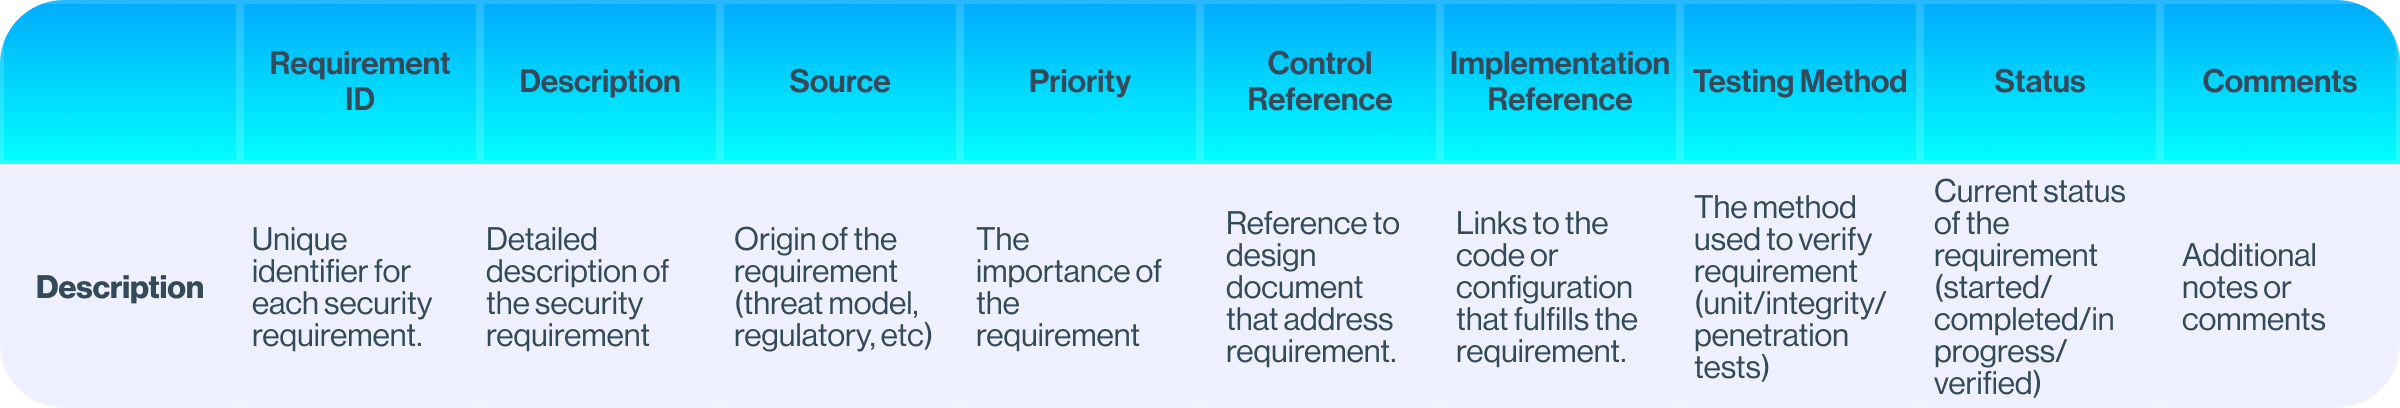 Requirement
ID
Description
Source
Priority
Control
Reference
Implementation
Reference
Testing Method
Status
Comments
Description
Unique
identifier for
each security
requirement.
Detailed
description of
the security
requirement
Origin of the
requirement
(threat model,
regulatory, etc)
The
importance of
the
requirement
Reference to
design
document
that address
requirement.
Links to the
code or
configuration
that fulfills the
requirement.
The method
used to verify
requirement
(unit/integrity/
penetration
tests)
Current status
of the
requirement
(started/
completed/in
progress/
verified)
Additional
notes or
comments